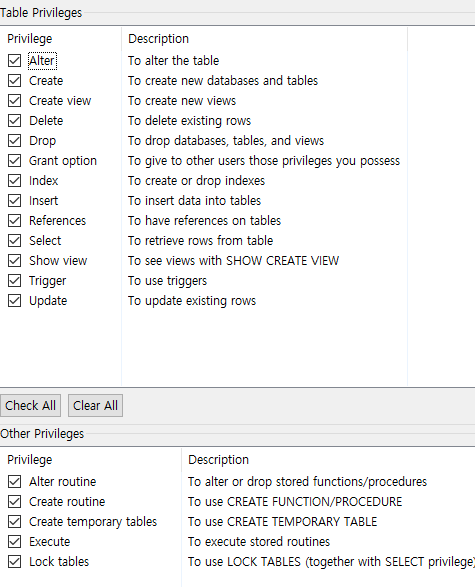 Table Privileges
Privilege Description
Alter To alter the table
Create To create new databases and tables
Create view To create new views
Delete To delete existing rows
Drop To drop databases, tables, and views
Grant option To give to other users those privileges you possess
Index To create or drop indexes
Insert To insert data into tables
References To have references on tables
Select To retrieve rows from table
Show view To see views with SHOW CREATE VIEW
Trigger To use triggers
Update To update existing rows
Check All Clear All
Other Privileges
Privilege Description
Alter routine To alter or drop stored functions/procedures
Create routine To use CREATE FUNCTION/PROCEDURE
Create temporary tables To use CREATE TEMPORARY TABLE
Execute To execute stored routines
Lock tables To use LOCK TABLES (together with SELECT privilege)